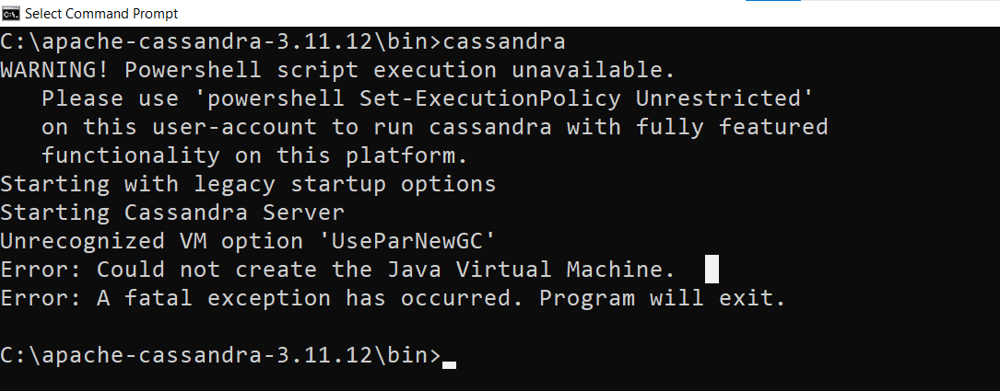 Select Command Prompt
C:\apache-cassandra-3.11.12\bin>cassandra
WARNING! Powershell script execution unavailable.
   Please use 'powershell Set-ExecutionPolicy Unrestricted'
   on this user-account to run cassandra with fully featured
   functionality on this platform.
Starting with legacy startup options
Starting Cassandra Server
Unrecognized VM option 'UseParNewGC'
Error: Could not create the Java Virtual Machine.
Error: A fatal exception has occurred. Program will exit.
C:\apache-cassandra-3.11.12\bin>